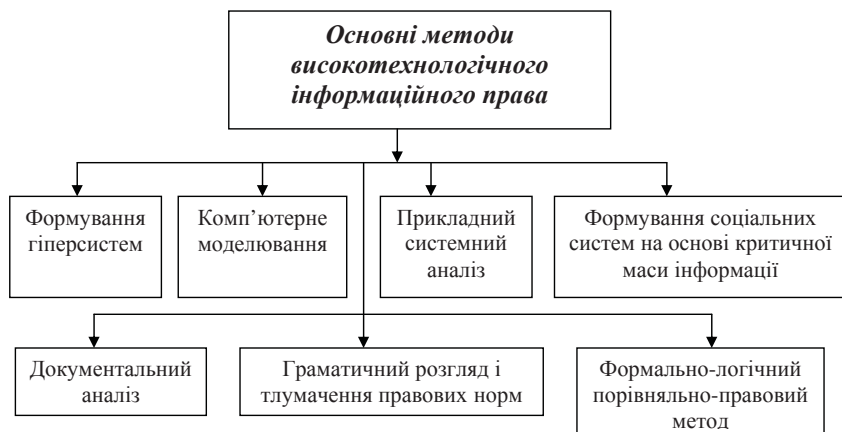 Основні методи
високотехнологічного
інформаційного права
Формування
гіперсистем
Комп’ютерне
моделювання
Прикладний
системний
аналіз
Формування соціальних
систем на основі критичної
маси інформації
Документальний
аналіз
Граматичний розгляд і
тлумачення правових норм
Формально-логічний
порівняльно-правовий
метод